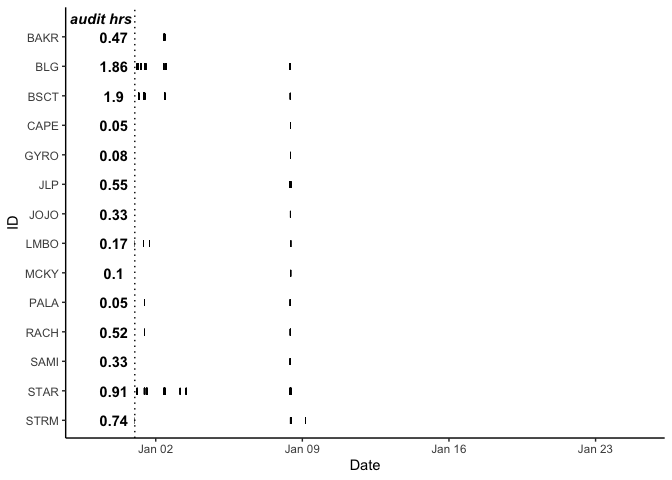 audit hrs
BAKR 0.47
BLG 1.86
BSCT 1.9
CAPE 0.05
GYRO 0.08
JLP 0.55
JOJO 0.33
LMBO 0.17
MCKY 0.1
PALA 0.05
RACH 0.52
SAMI 0.33
STAR 0.91
STRM 0.74
ID
Jan 02 Jan 09 Jan 16 Jan 23
Date